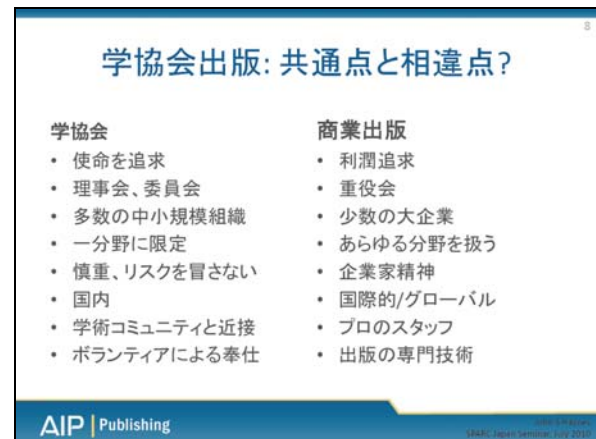 8
学協会出版: 共通点と相違点?
学協会
• 使命を追求
• 理事会、委員会
• 多数の中小規模組織
• 一分野に限定
• 慎重、リスクを冒さない
• 国内
• 学術コミュニティと近接
• ボランティアによる奉仕
商業出版
• 利潤追求
• 重役会
• 少数の大企業
• あらゆる分野を扱う
• 企業家精神
• 国際的/グローバル
• プロのスタッフ
• 出版の専門技術
AIP | Publishing
SPARC Japan Seminar, July 2010